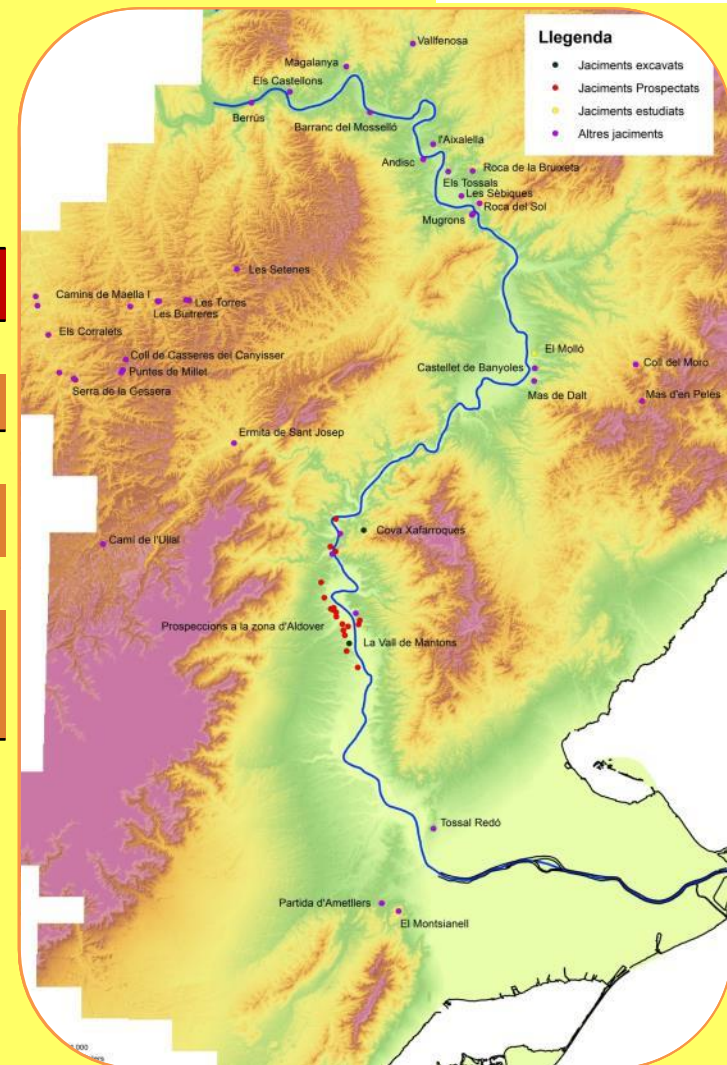 Llegenda
Jaciments excavats
Jaciments Prospectats
Jaciments estudiats
Altres jaciments
Vallfenosa
Magalanya
Els Castellons
Berrús
Barranc del Mosselló
l'Aixalella
Andisc
Roca de la Bruixeta
Els Tossals
Les Sèbiques
Roca del Sol
Mugrons
Les Setenes
Camins de Maella I
Les Torres
Les Buitreres
Els Corralets
Coll de Casseres del Canyisser
Puntes de Millet
Serra de la Gessera
El Molló
Castellet de Banyoles
Coll del Moro
Mas de Dalt
Mas d'en Peles
Ermita de Sant Josep
Cova Xafarroques
Camí de l'Ullal
Prospeccions a la zona d'Aldover
La Vall de Mantons
Tossal Redó
Partida d'Ametllers
El Montsianell